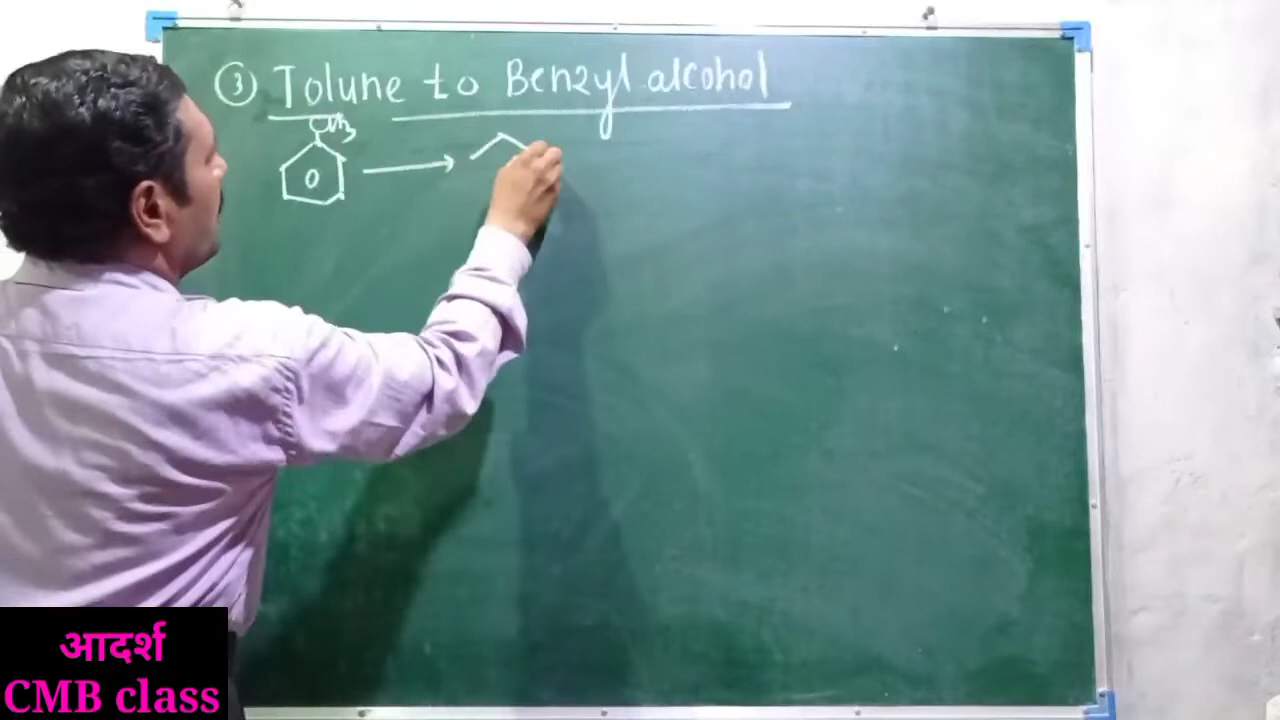 ③ Tolune to Benzyl alcohol
CH3
आदर्श
CMB class